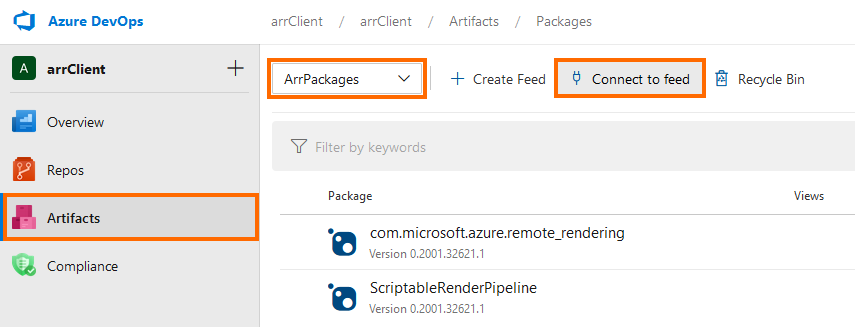 Azure DevOps
arrClient / arrClient / Artifacts / Packages
A arrClient +
ArrPackages
+ Create Feed
Connect to feed
Recycle Bin
Overview
Filter by keywords
Repos
Package Views
Artifacts
com.microsoft.azure.remote_rendering
Version 0.2001.32621.1
Compliance
ScriptableRenderPipeline
Version 0.2001.32621.1